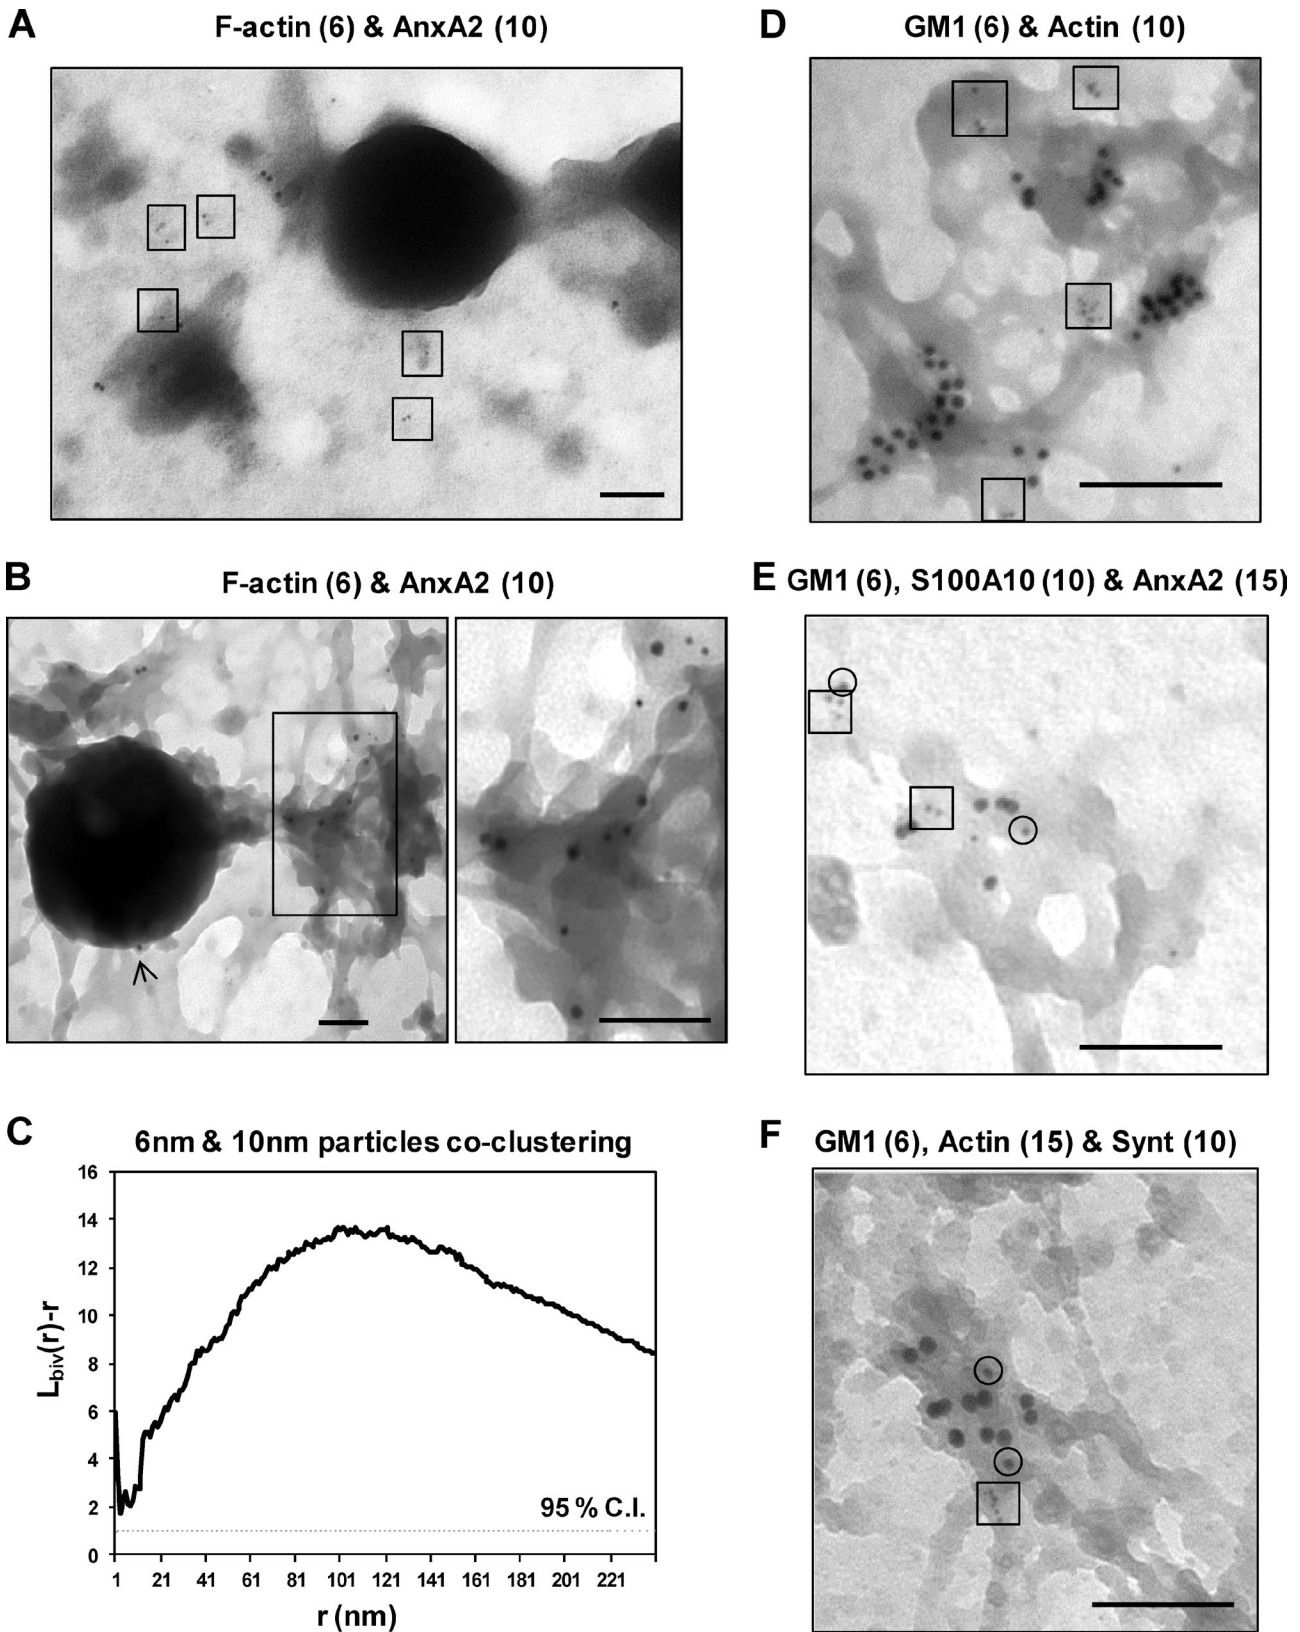 A
F-actin (6) & AnxA2 (10)
B
F-actin (6) & AnxA2 (10)
C
6nm & 10nm particles co-clustering
16
14
12
10
8
6
4
2
0
Lbiv(r)-r
95 % C.I.
1 21 41 61 81 101 121 141 161 181 201 221
r (nm)
D
GM1 (6) & Actin (10)
E
GM1 (6), S100A10 (10) & AnxA2 (15)
F
GM1 (6), Actin (15) & Synt (10)